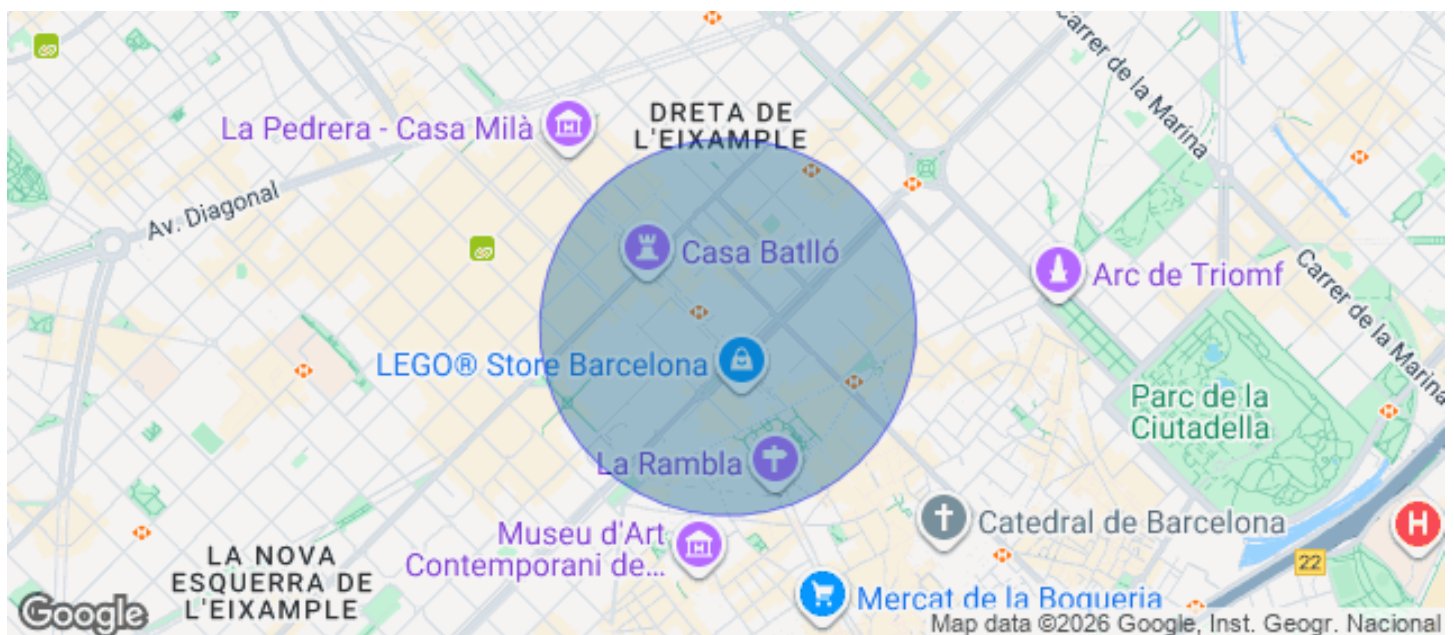 DRETA DE
L'EIXAMPLE
La Pedrera - Casa Milà
Carrer de la Marina
Av. Diagonal
Casa Batlló
Arc de Triomf
Carrer de la Marina
LEGO® Store Barcelona
Parc de la
Ciutadella
La Rambla
Catedral de Barcelona
Museu d'Art
Contemporani de...
H
22
LA NOVA
ESQUERRA DE
L'EIXAMPLE
Mercat de la Boqueria
Google
Map data ©2026 Google, Inst. Geogr. Nacional